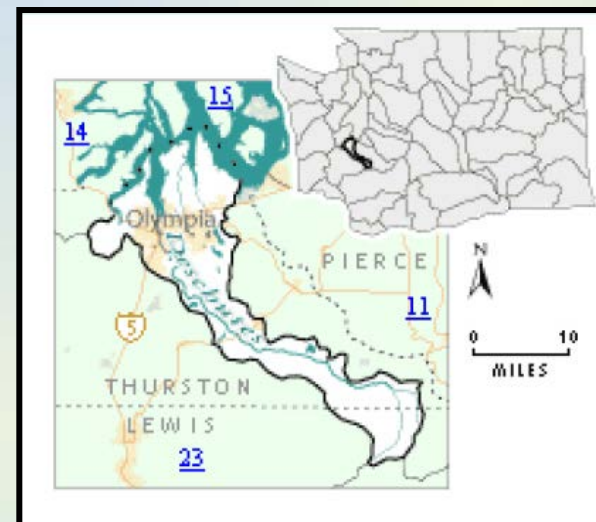 15
14
Olympia
Deschutes
PIERCE
11
N
5
0 10
MILES
THURSTON
LEWIS
23